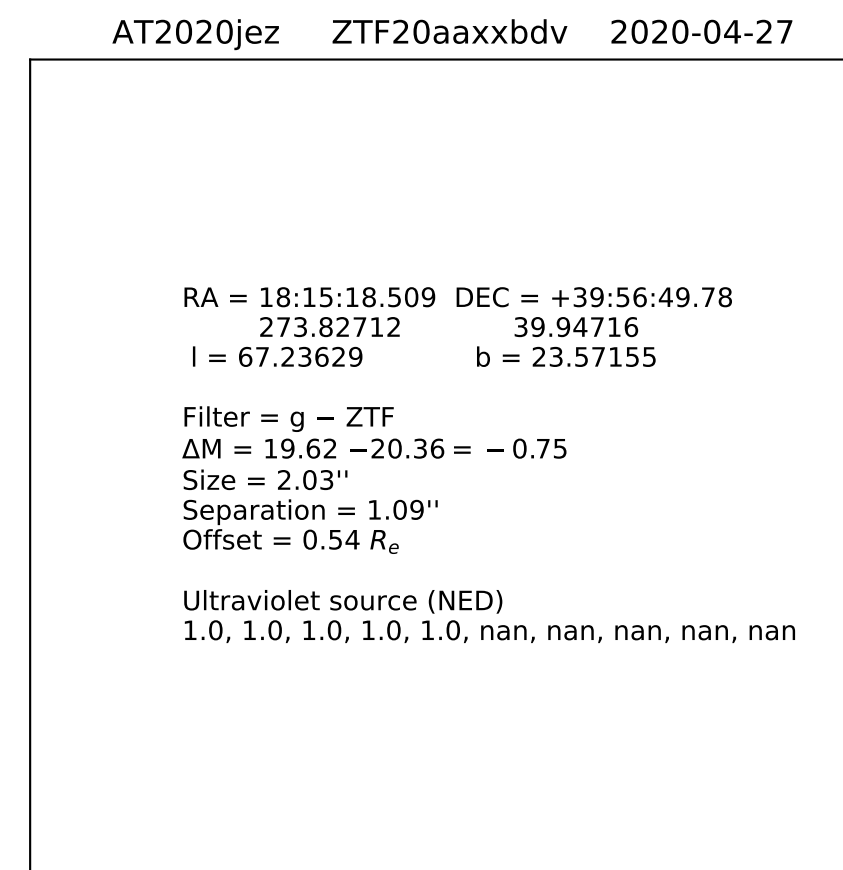 AT2020jez ZTF20aaxxbdv 2020-04-27
RA = 18:15:18.509 DEC = +39:56:49.78
273.82712 39.94716
l = 67.23629 b = 23.57155
Filter = g − ZTF
ΔM = 19.62 −20.36 = − 0.75
Size = 2.03''
Separation = 1.09''
Offset = 0.54 Rₑ
Ultraviolet source (NED)
1.0, 1.0, 1.0, 1.0, 1.0, nan, nan, nan, nan, nan